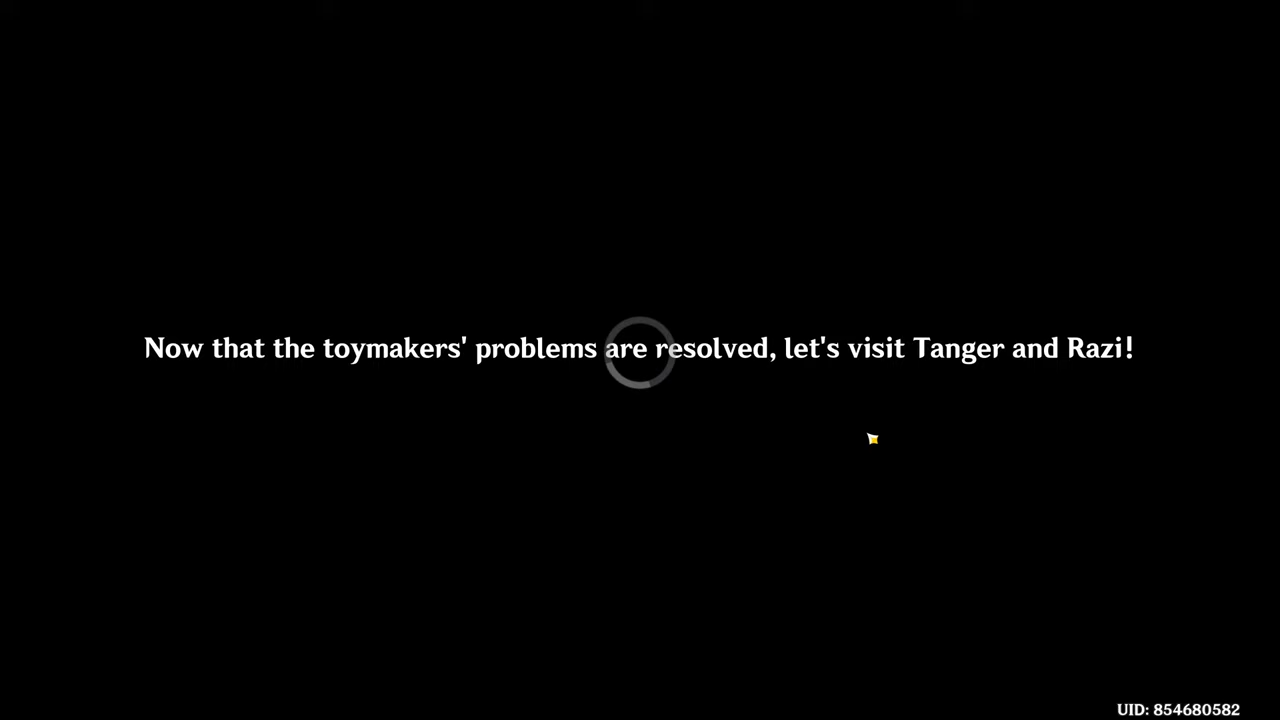 Now that the toymakers' problems are resolved, let's visit Tanger and Razi!
UID: 854680582